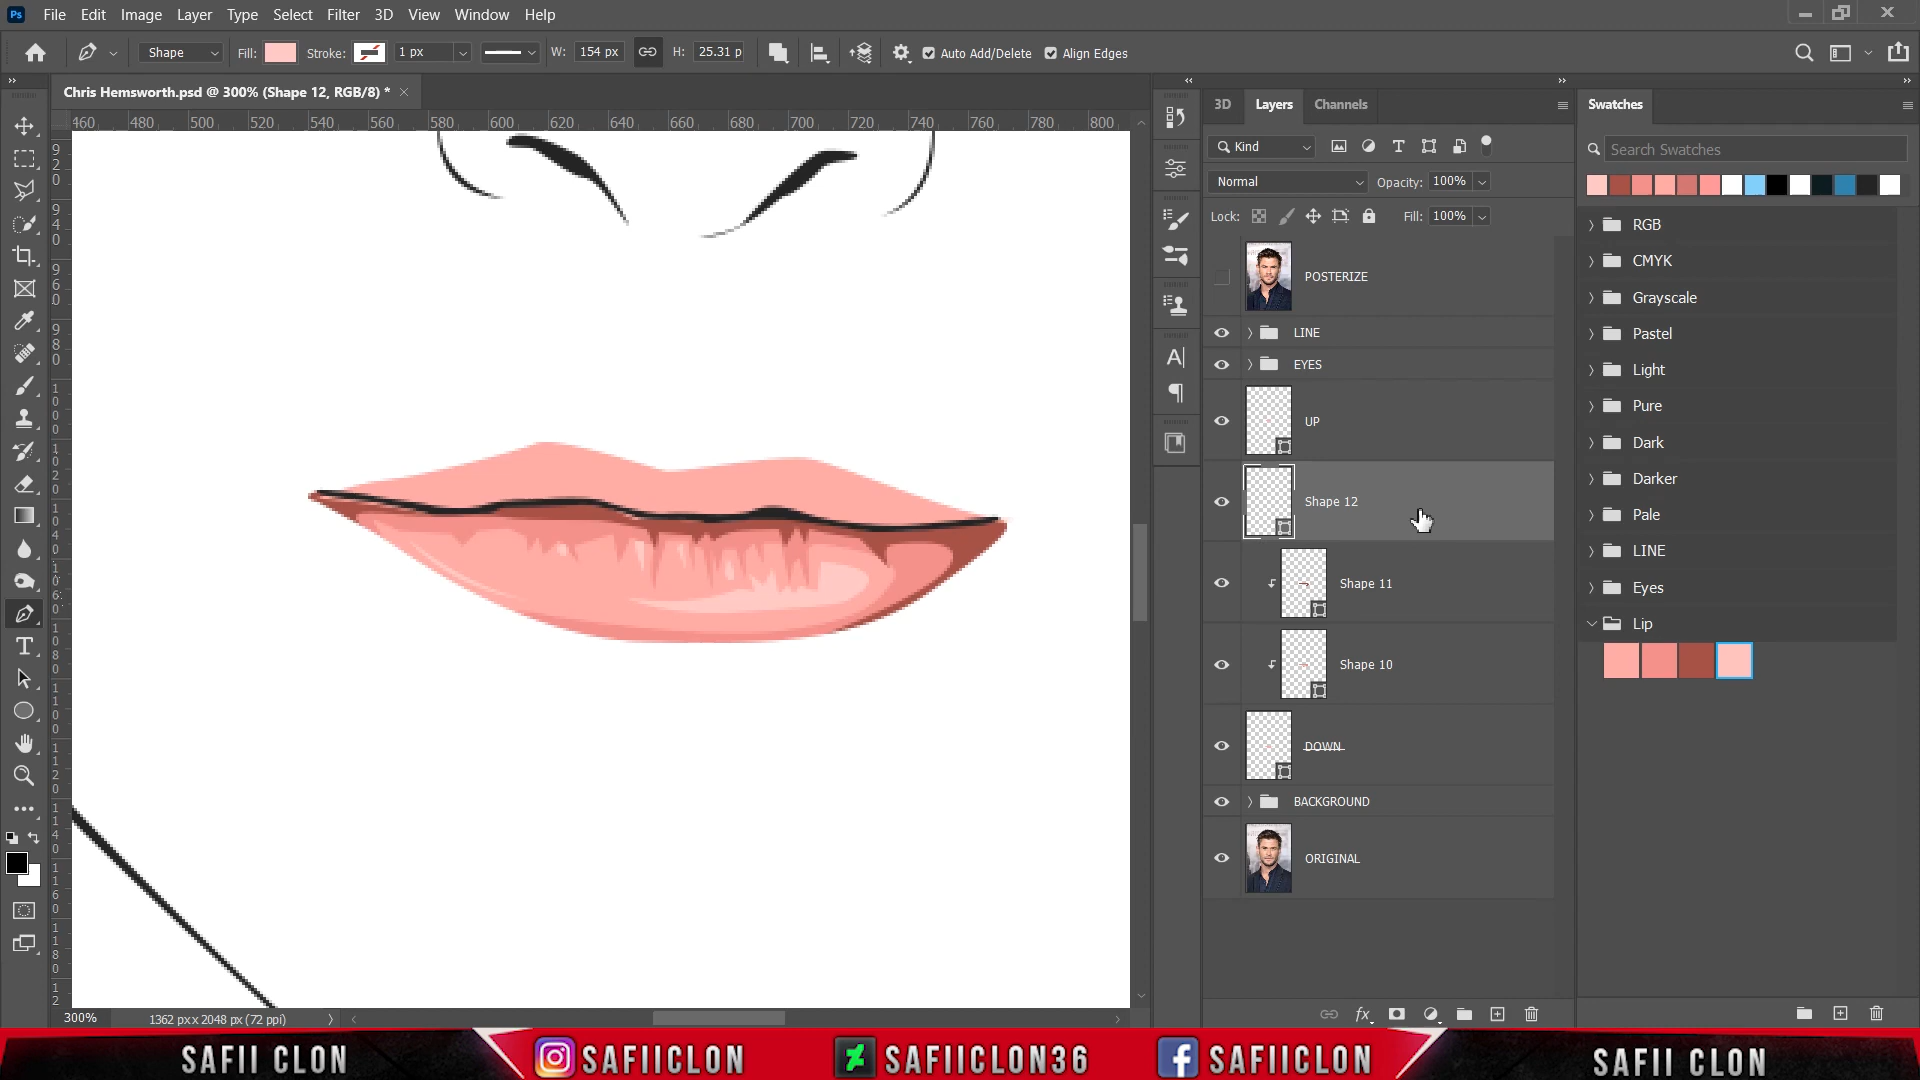 Ps File Edit Image Layer Type Select Filter 3D View Window Help
Shape Fill: Stroke: 1 px W: 154 px H: 25.31 p Auto Add/Delete Align Edges
Chris Hemsworth.psd @ 300% (Shape 12, RGB/8) *
460 480 500 520 540 560 580 600 620 640 660 680 700 720 740 760 780 800
3D Layers Channels
Kind
Normal Opacity: 100%
Lock: Fill: 100%
POSTERIZE
LINE
EYES
UP
Shape 12
Shape 11
Shape 10
DOWN
BACKGROUND
ORIGINAL
Swatches
Search Swatches
RGB
CMYK
Grayscale
Pastel
Light
Pure
Dark
Darker
Pale
LINE
Eyes
Lip
300% 1362 px x 2048 px (72 ppi)
SAFII CLON SAFIICLON SAFIICLON36 SAFIICLON SAFII CLON